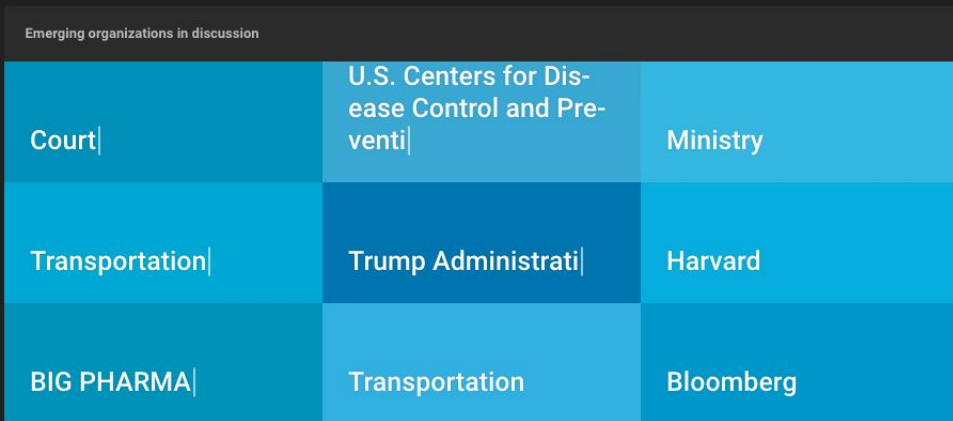 Emerging organizations in discussion
U.S. Centers for Dis-
ease Control and Pre-
venti
Court
Ministry
Transportation
Trump Administrati
Harvard
BIG PHARMA
Transportation
Bloomberg